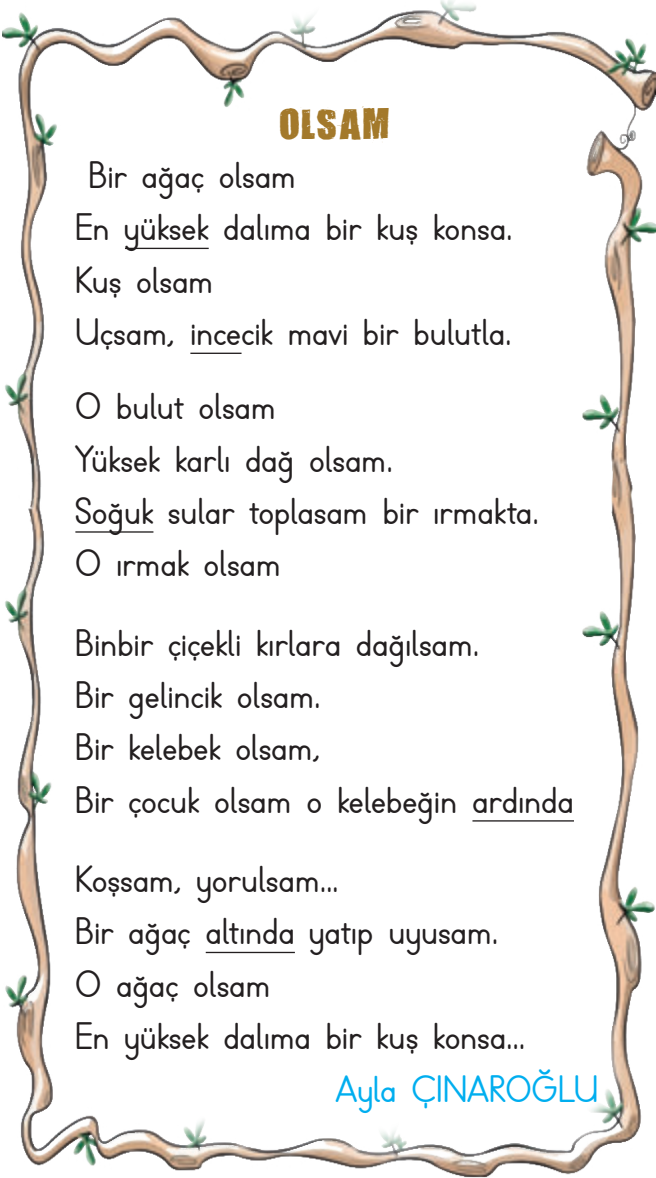 OLSAM
Bir ağaç olsam
En yüksek dalıma bir kuş konsa.
Kuş olsam
Uçsam, incecik mavi bir bulutla.
O bulut olsam
Yüksek karlı dağ olsam.
Soğuk sular toplasam bir ırmakta.
O ırmak olsam
Binbir çiçekli kırlara dağılsam.
Bir gelincik olsam.
Bir kelebek olsam,
Bir çocuk olsam o kelebeğin ardında
Koşsam, yorulsam...
Bir ağaç altında yatıp uyusam.
O ağaç olsam
En yüksek dalıma bir kuş konsa...
Ayla ÇINAROĞLU